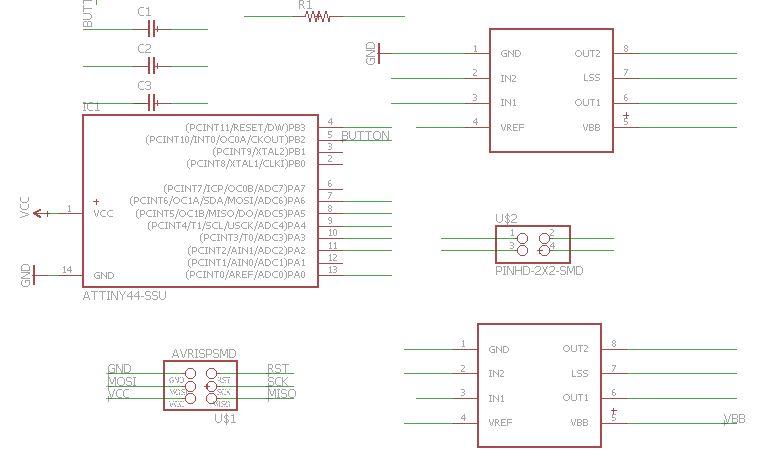 BUTT
C1
R1
C2
C3
GND
1 GND OUT2 8
2 IN2 LSS 7
3 IN1 OUT1 6
4 VREF VBB 5
IC1
(PCINT11/RESET/DW)PB3 4
(PCINT10/INT0/OC0A/CKOUT)PB2 5 BUTTON
(PCINT9/XTAL2)PB1 3
(PCINT8/XTAL1/CLKI)PB0 2
(PCINT7/ICP/OC0B/ADC7)PA7 6
(PCINT6/OC1A/SDA/MOSI/ADC6)PA6 7
VCC 1 VCC (PCINT5/OC1B/MISO/DO/ADC5)PA5 8
(PCINT4/T1/SCL/USCK/ADC4)PA4 9
(PCINT3/T0/ADC3)PA3 10
(PCINT2/AIN1/ADC2)PA2 11
(PCINT1/AIN0/ADC1)PA1 12
GND 14 GND (PCINT0/AREF/ADC0)PA0 13
ATTINY44-SSU
U$2
1 2
3 4
PINHD-2X2-SMD
AVRISPSMD
GND GND RST RST
MOSI MOSI SCK SCK
VCC VCC MISO MISO
U$1
1 GND OUT2 8
2 IN2 LSS 7
3 IN1 OUT1 6
4 VREF VBB 5 VBB